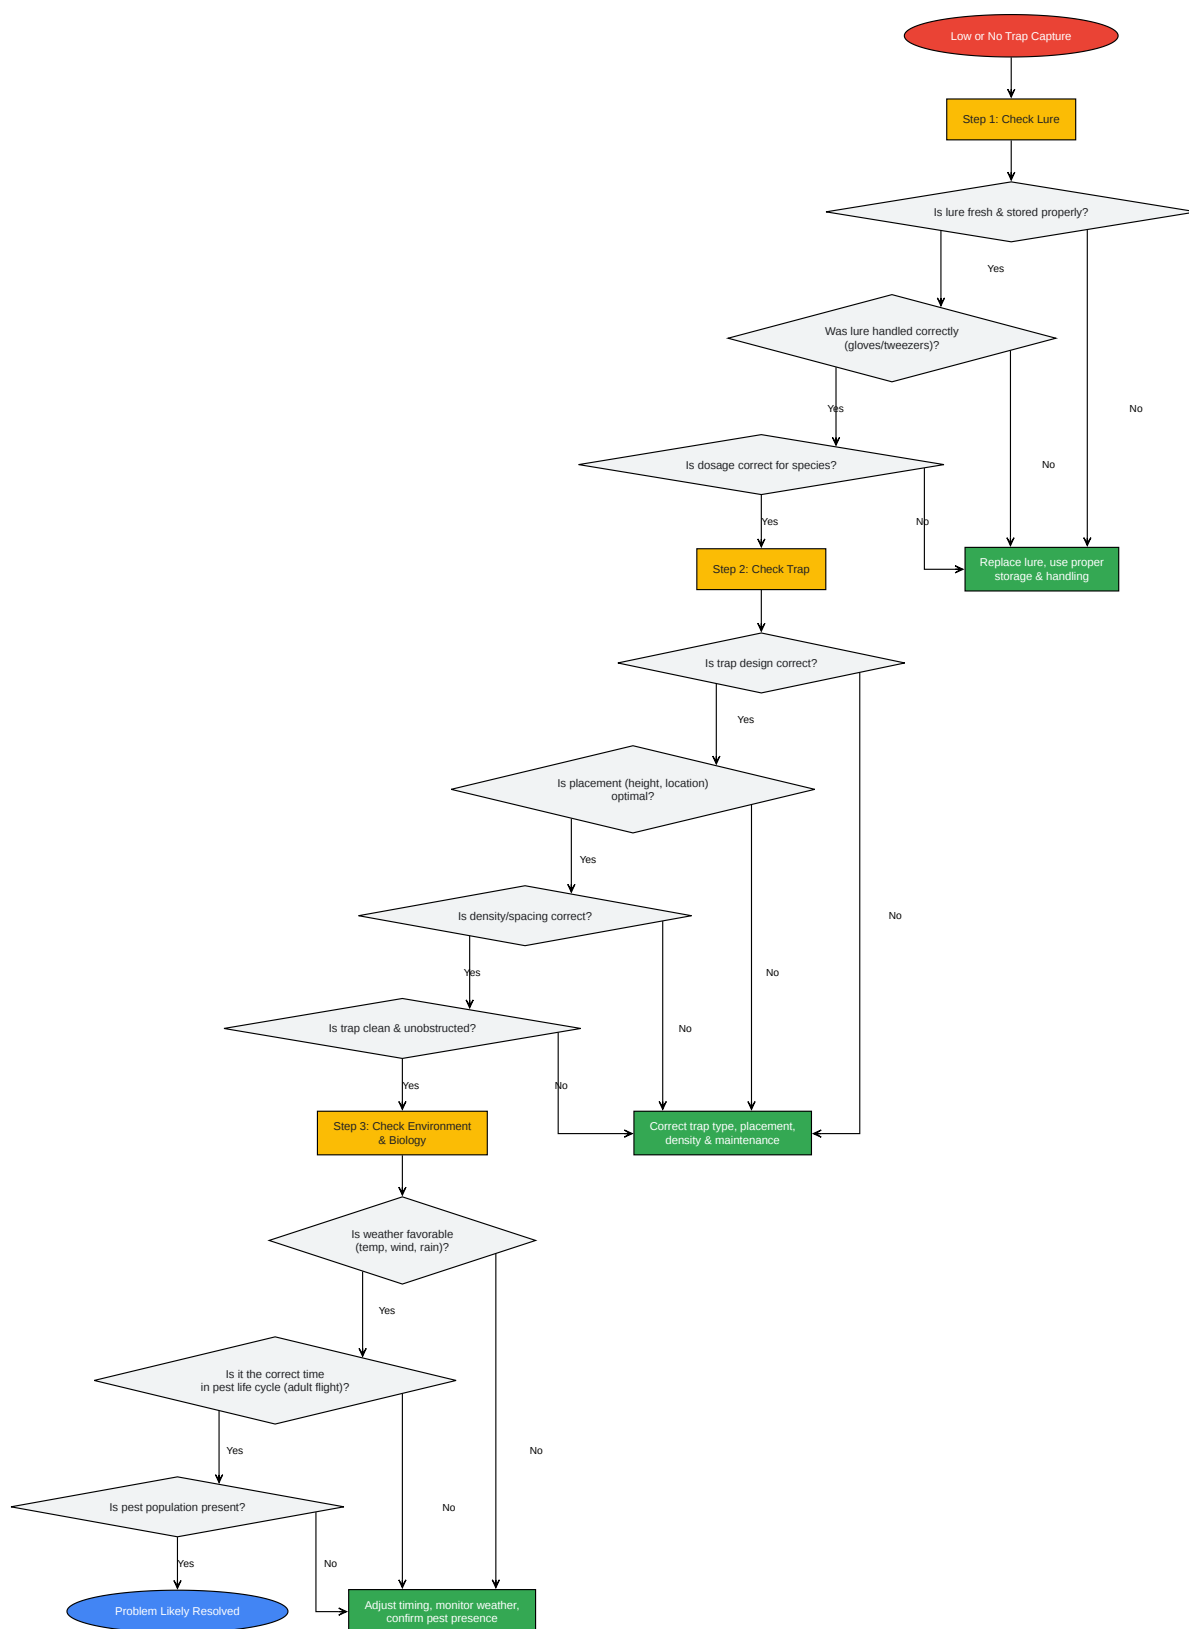 Low or No Trap Capture
Step 1: Check Lure
Is lure fresh & stored properly?
Yes
Was lure handled correctly
(gloves/tweezers)?
Yes
No
Is dosage correct for species?
No
Yes
No
Step 2: Check Trap
Replace lure, use proper
storage & handling
Is trap design correct?
Yes
Is placement (height, location)
optimal?
Yes
Is density/spacing correct?
No
Yes
No
Is trap clean & unobstructed?
No
Yes
No
Step 3: Check Environment
& Biology
Correct trap type, placement,
density & maintenance
Is weather favorable
(temp, wind, rain)?
Yes
Is it the correct time
in pest life cycle (adult flight)?
Yes
No
Is pest population present?
No
Yes
No
Problem Likely Resolved
Adjust timing, monitor weather,
confirm pest presence